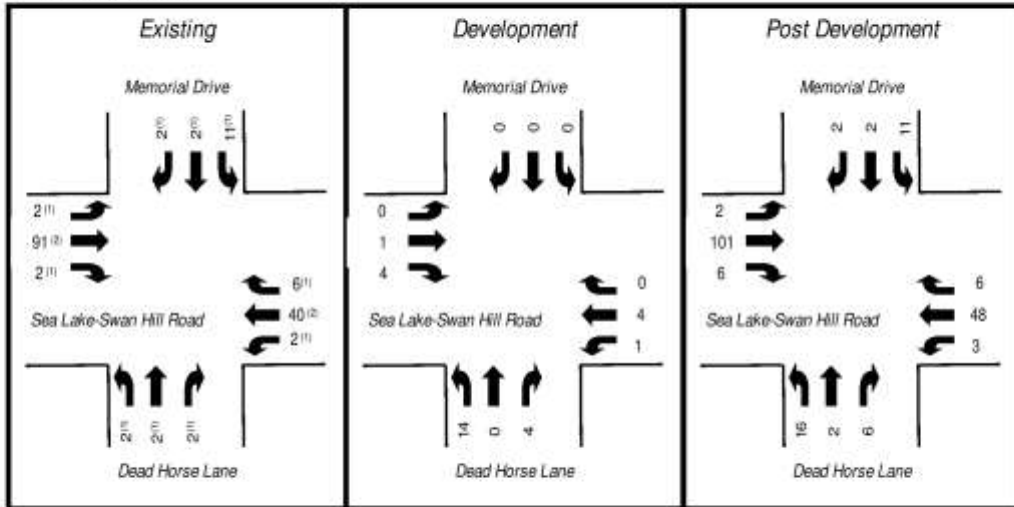 Existing
Memorial Drive
2(1) 2(1) 11(1)
2(1)
91(2)
2(1)
6(1)
40(2)
2(1)
Sea Lake-Swan Hill Road
2(1) 2(1) 2(1)
Dead Horse Lane
Development
Memorial Drive
0 0 0
0
1
4
0
4
1
Sea Lake-Swan Hill Road
14 0 4
Dead Horse Lane
Post Development
Memorial Drive
2 2 11
2
101
6
6
48
3
Sea Lake-Swan Hill Road
16 2 6
Dead Horse Lane